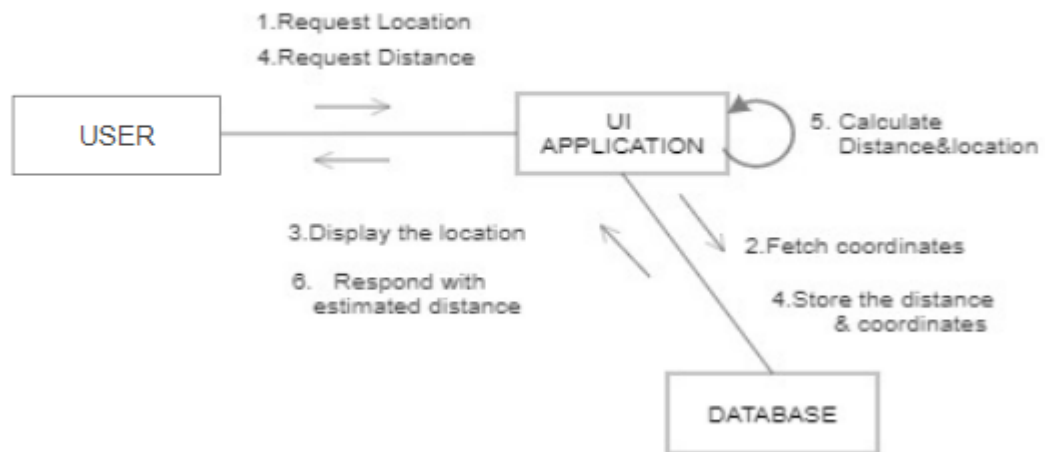 1.Request Location
4.Request Distance
USER
UI
APPLICATION
5. Calculate
Distance&location
3.Display the location
2.Fetch coordinates
6. Respond with
estimated distance
4.Store the distance
& coordinates
DATABASE